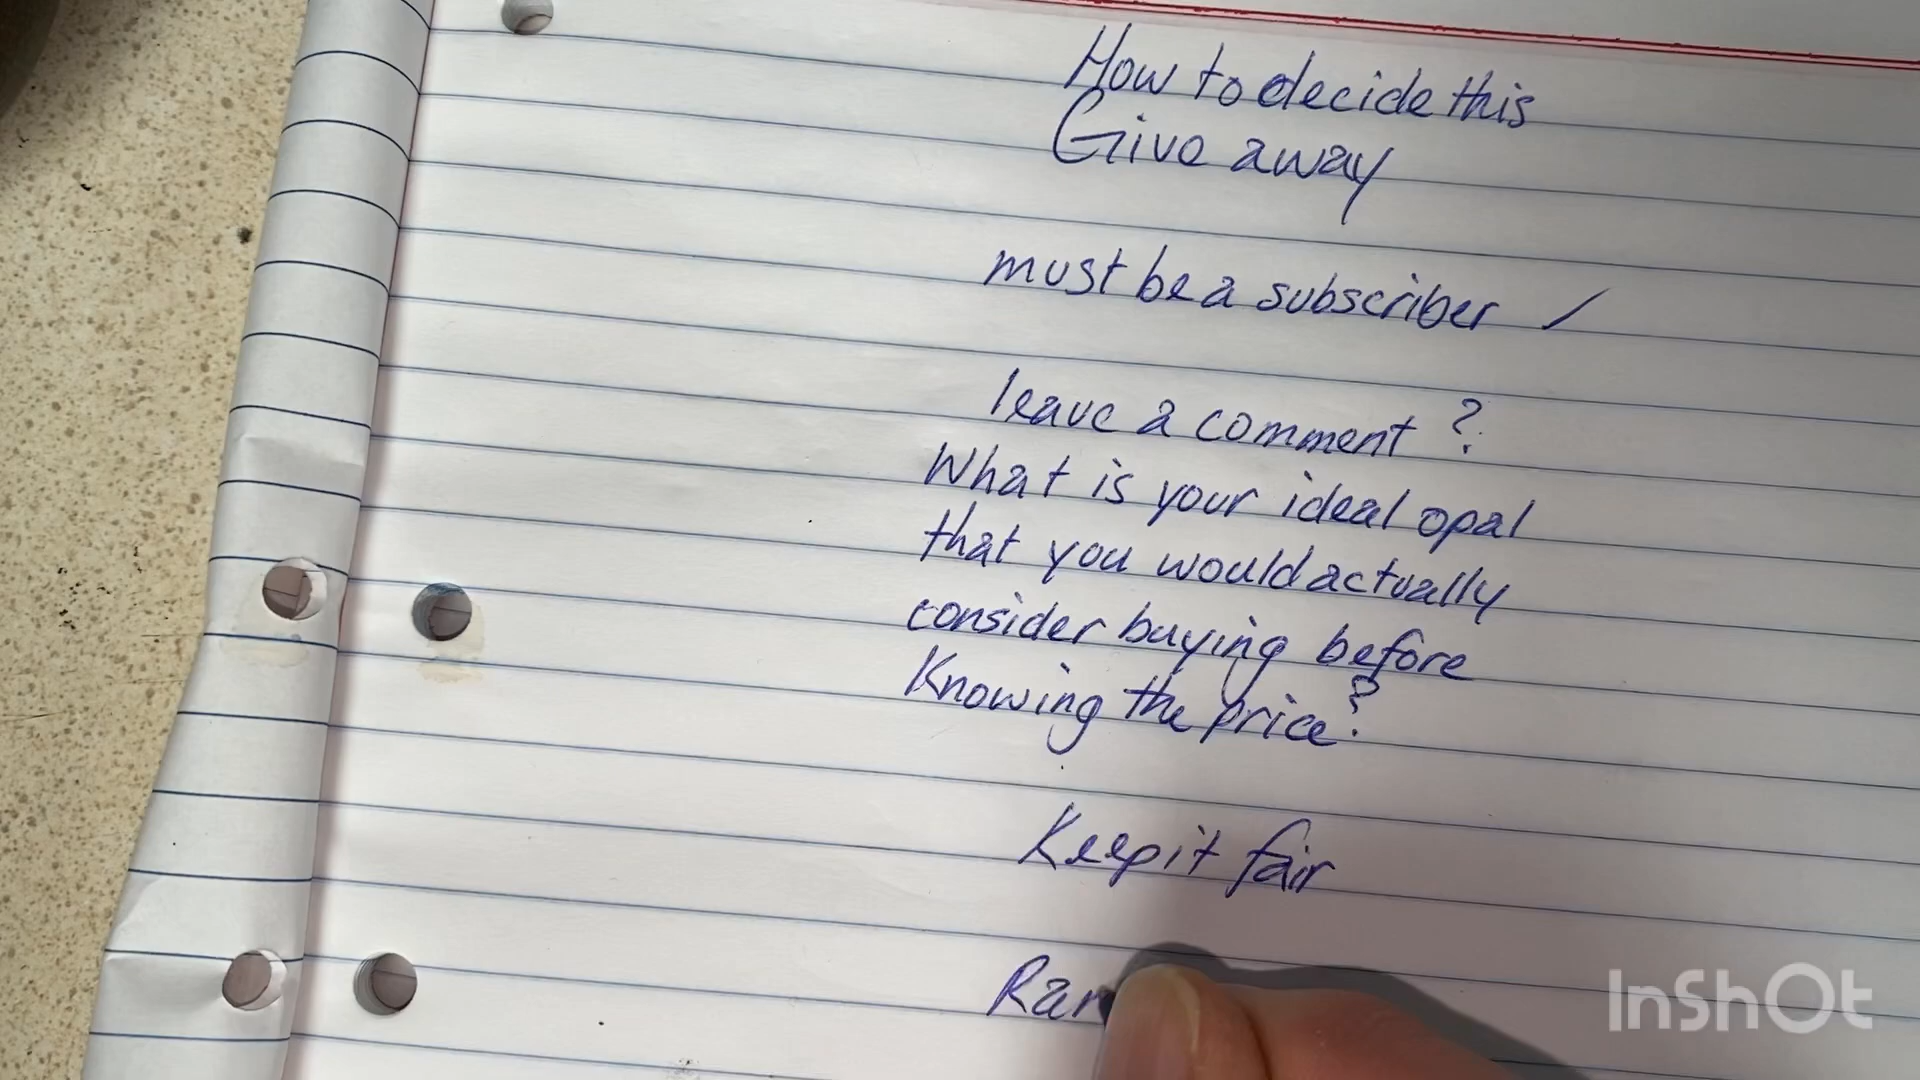 How to decide this
Give away
must be a subscriber
leave a comment ?
What is your ideal opal
that you would actually
consider buying before
Knowing the price?
Keep it fair
InShOt